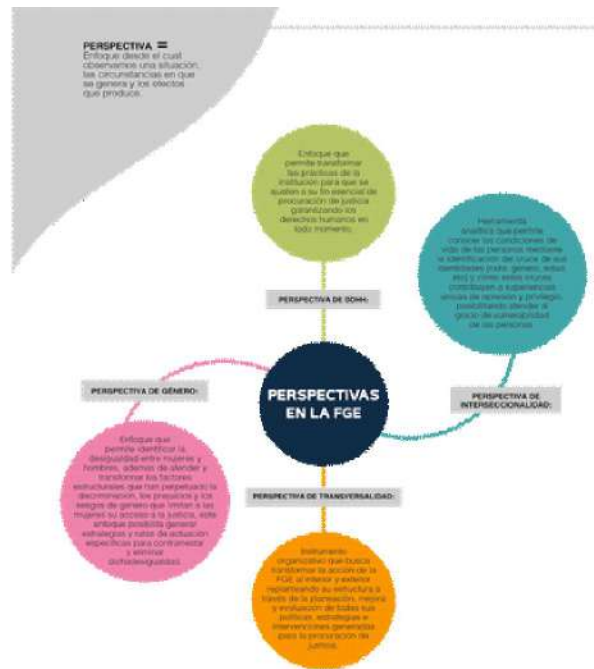 PERSPECTIVA =
Enfoque desde el cual
observamos una situación,
las circunstancias en que
se genera y los efectos
que produce.
Enfoque que
permite transformar
las prácticas de la
institución para que se
ajusten a su fin esencial de
procuración de justicia
garantizando los
derechos humanos en
todo momento.
PERSPECTIVA DE DDHH:
Herramienta
analítica que permite
conocer las condiciones de
vida de las personas mediante
la identificación del cruce de sus
identidades (raza, género, edad,
etc) y cómo estos cruces
contribuyen a experiencias
únicas de opresión y privilegio,
posibilitando atender al
grado de vulnerabilidad
de las personas
PERSPECTIVA DE
INTERSECCIONALIDAD:
PERSPECTIVAS
EN LA FGE
PERSPECTIVA DE GÉNERO:
Enfoque que
permite identificar la
desigualdad entre mujeres y
hombres, además de atender y
transformar los factores
estructurales que han perpetuado la
discriminación, los prejuicios y los
sesgos de género que limitan a las
mujeres su acceso a la justicia, este
enfoque posibilita generar
estrategias y rutas de actuación
específicas para contrarrestar
y eliminar
dicha desigualdad.
PERSPECTIVA DE TRANSVERSALIDAD:
Instrumento
organizativo que busca
transformar la acción de la
FGE al interior y exterior
replanteando su estructura a
través de la planeación, mejora
y evaluación de todas sus
políticas, estrategias e
intervenciones generadas
para la procuración de
justicia.